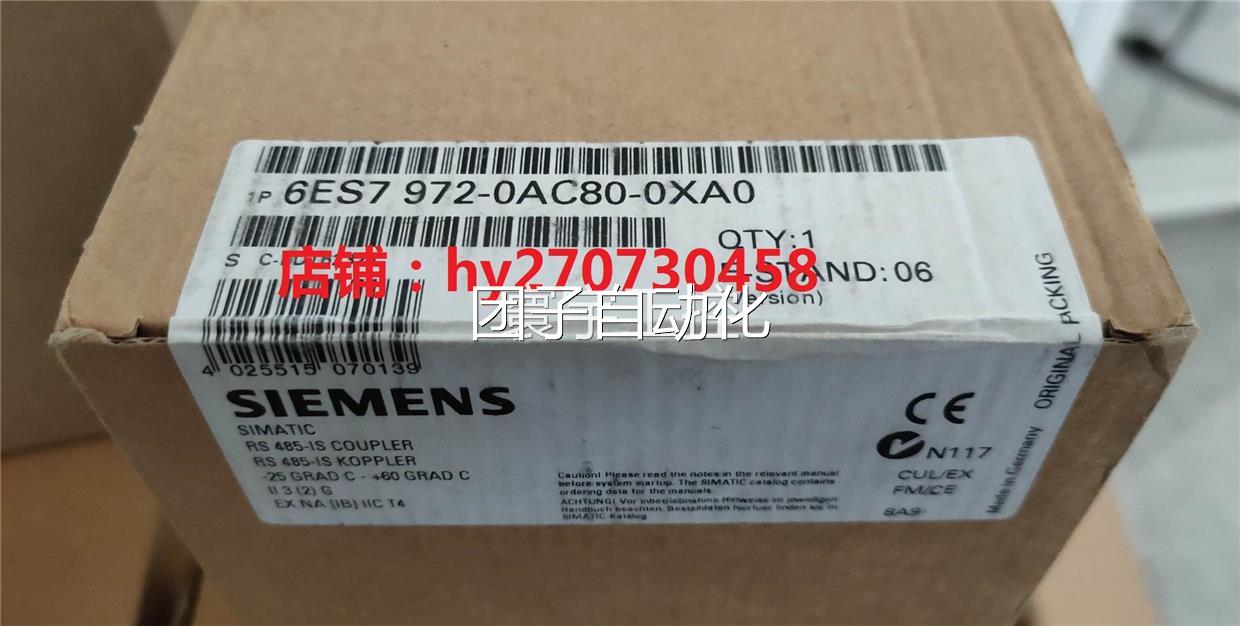 1P 6ES7 972-0AC80-0XA0
QTY:1
S C-
店铺：hy270730458
E-STAND:06
(Version)
团子自动化
4 025515 070139
SIEMENS
SIMATIC
RS 485-IS COUPLER
RS 485-IS KOPPLER
-25 GRAD C - +60 GRAD C
II 3 (2) G
EX NA [IB] IIC T4
Caution! Please read the notes in the relevant manual
before system startup. The SIMATIC catalog contains
ordering data for the manuals.
ACHTUNG! Vor Inbetriebnahme Hinweise im jeweiligen
Handbuch beachten. Bestelldaten hierfuer finden sie im
SIMATIC-Katalog.
CE
N117
CUL/EX
FM/CE
8A9
Made in Germany
ORIGINAL PACKING